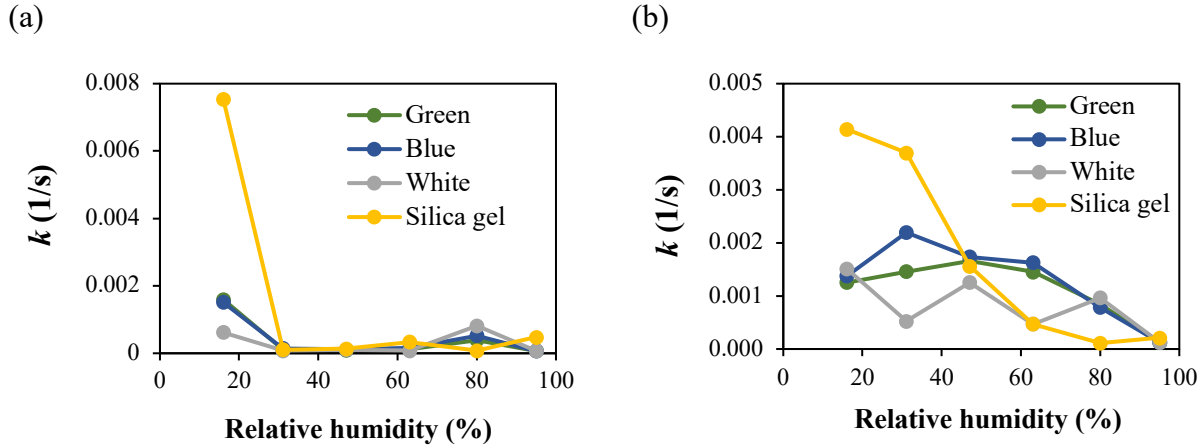 (a)
0.008
0.006
0.004
0.002
0
0 20 40 60 80 100
k (1/s)
Relative humidity (%)
Green
Blue
White
Silica gel
(b)
0.005
0.004
0.003
0.002
0.001
0.000
0 20 40 60 80 100
k (1/s)
Relative humidity (%)
Green
Blue
White
Silica gel